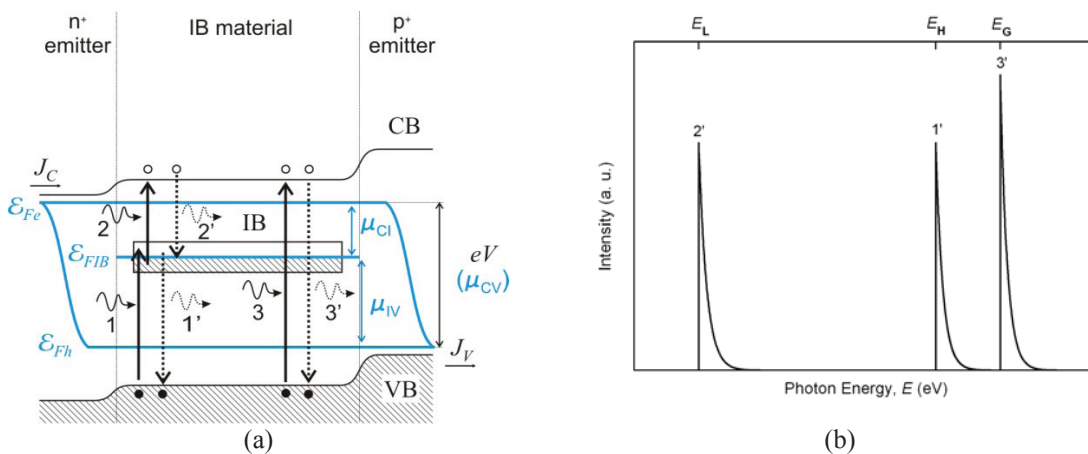 n⁺ emitter
IB material
p⁺ emitter
CB
J_C
ε_Fe
2
2'
IB
μ_CI
eV
(μ_CV)
ε_FIB
1
1'
3
3'
μ_IV
ε_Fh
J_V
VB
(a)
E_L
E_H
E_G
3'
2'
1'
Intensity (a. u.)
Photon Energy, E (eV)
(b)